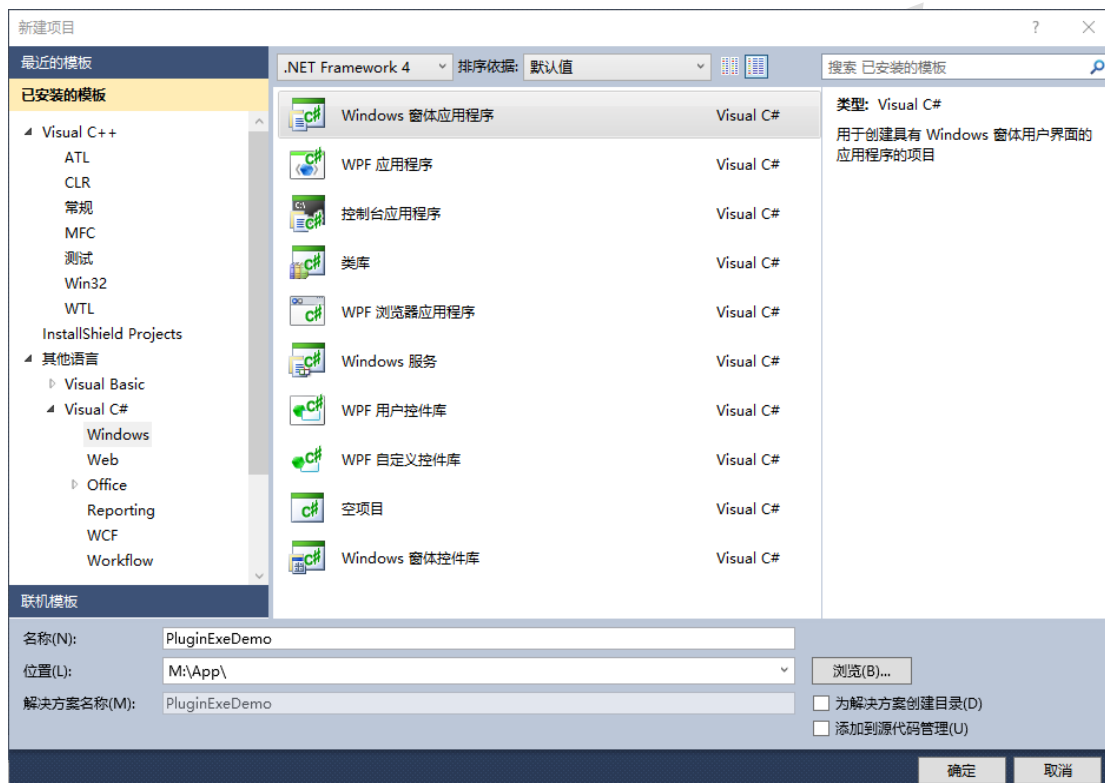 新建项目
最近的模板
已安装的模板
Visual C++
ATL
CLR
常规
MFC
测试
Win32
WTL
InstallShield Projects
其他语言
Visual Basic
Visual C#
Windows
Web
Office
Reporting
WCF
Workflow
联机模板
.NET Framework 4 排序依据: 默认值
Windows 窗体应用程序 Visual C#
WPF 应用程序 Visual C#
控制台应用程序 Visual C#
类库 Visual C#
WPF 浏览器应用程序 Visual C#
Windows 服务 Visual C#
WPF 用户控件库 Visual C#
WPF 自定义控件库 Visual C#
空项目 Visual C#
Windows 窗体控件库 Visual C#
搜索 已安装的模板
类型: Visual C#
用于创建具有 Windows 窗体用户界面的
应用程序的项目
名称(N): PluginExeDemo
位置(L): M:\App\ 浏览(B)...
解决方案名称(M): PluginExeDemo 为解决方案创建目录(D)
添加到源代码管理(U)
确定 取消